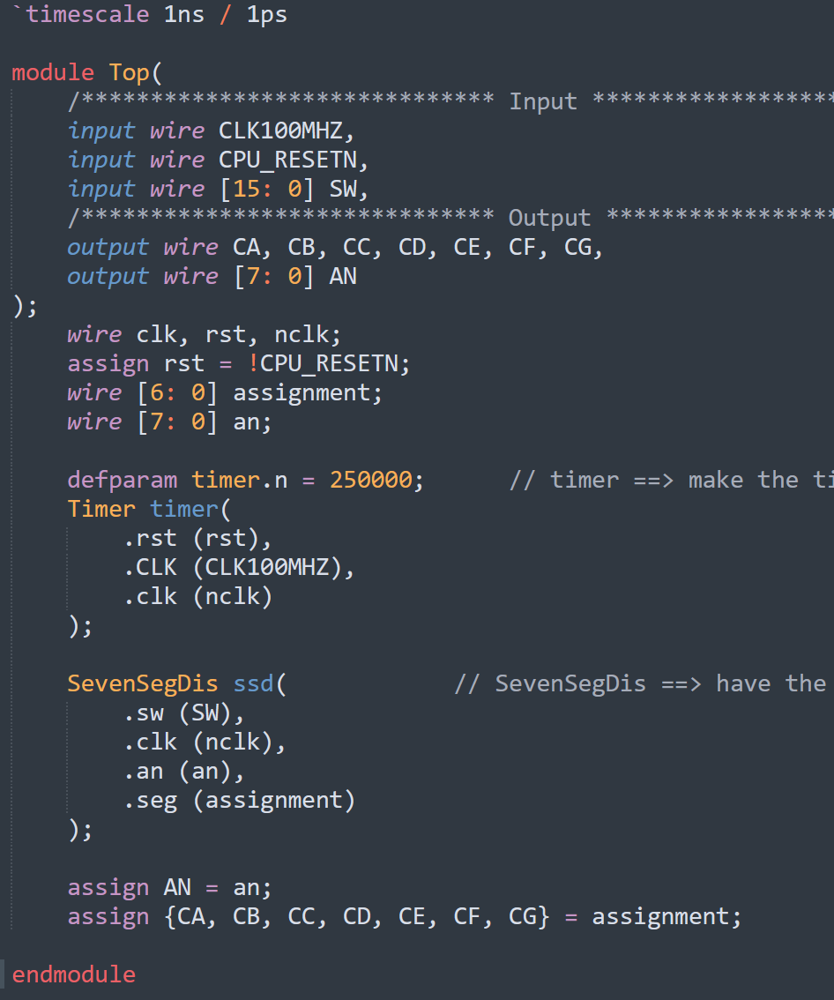 `timescale 1ns / 1ps
module Top(
/****************************** Input ******************
input wire CLK100MHZ,
input wire CPU_RESETN,
input wire [15: 0] SW,
/****************************** Output *****************
output wire CA, CB, CC, CD, CE, CF, CG,
output wire [7: 0] AN
);
wire clk, rst, nclk;
assign rst = !CPU_RESETN;
wire [6: 0] assignment;
wire [7: 0] an;
defparam timer.n = 250000; // timer ==> make the ti
Timer timer(
.rst (rst),
.CLK (CLK100MHZ),
.clk (nclk)
);
SevenSegDis ssd( // SevenSegDis ==> have the
.sw (SW),
.clk (nclk),
.an (an),
.seg (assignment)
);
assign AN = an;
assign {CA, CB, CC, CD, CE, CF, CG} = assignment;
endmodule